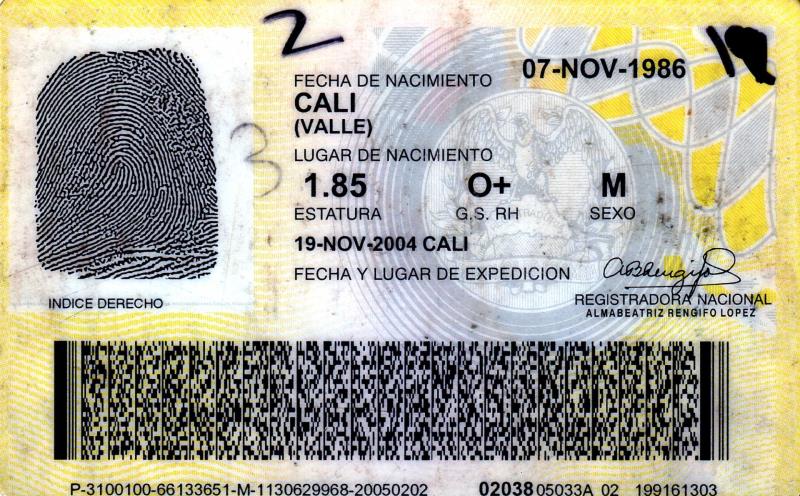 2
FECHA DE NACIMIENTO 07-NOV-1986
CALI
(VALLE)
LUGAR DE NACIMIENTO
3
1.85 O+ M
ESTATURA G.S. RH SEXO
19-NOV-2004 CALI
FECHA Y LUGAR DE EXPEDICION
INDICE DERECHO
REGISTRADORA NACIONAL
ALMABEATRIZ RENGIFO LOPEZ
P-3100100-66133651-M-1130629968-20050202 02038 05033A 02 199161303